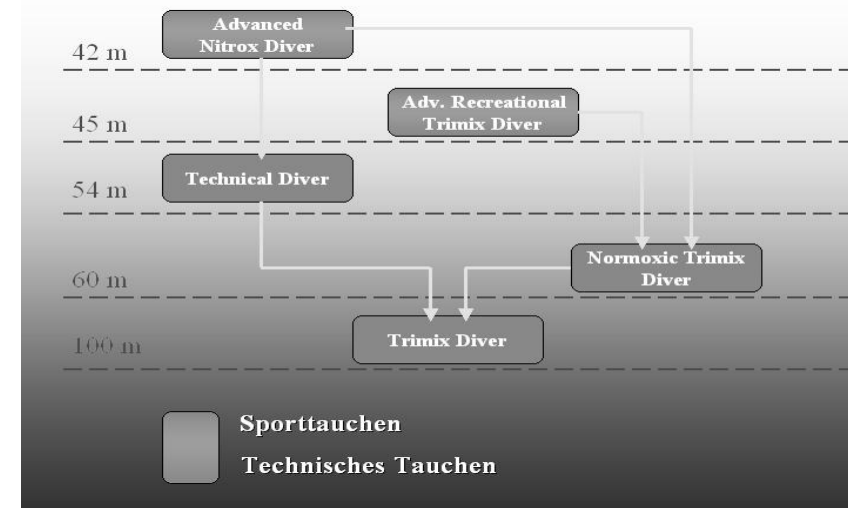 Advanced
Nitrox Diver
42 m
Adv. Recreational
Trimix Diver
45 m
Technical Diver
54 m
Normoxic Trimix
Diver
60 m
Trimix Diver
100 m
Sporttauchen
Technisches Tauchen